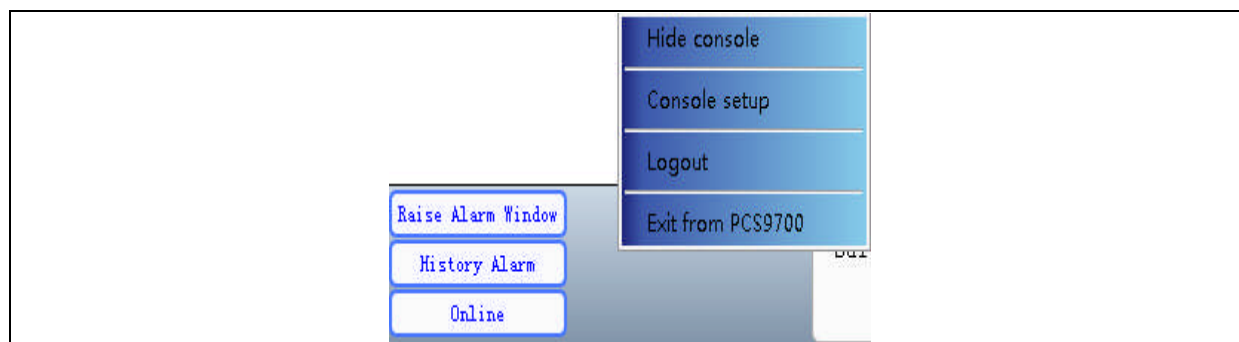 Hide console
Console setup
Logout
Exit from PCS9700
Raise Alarm Window
History Alarm
Online